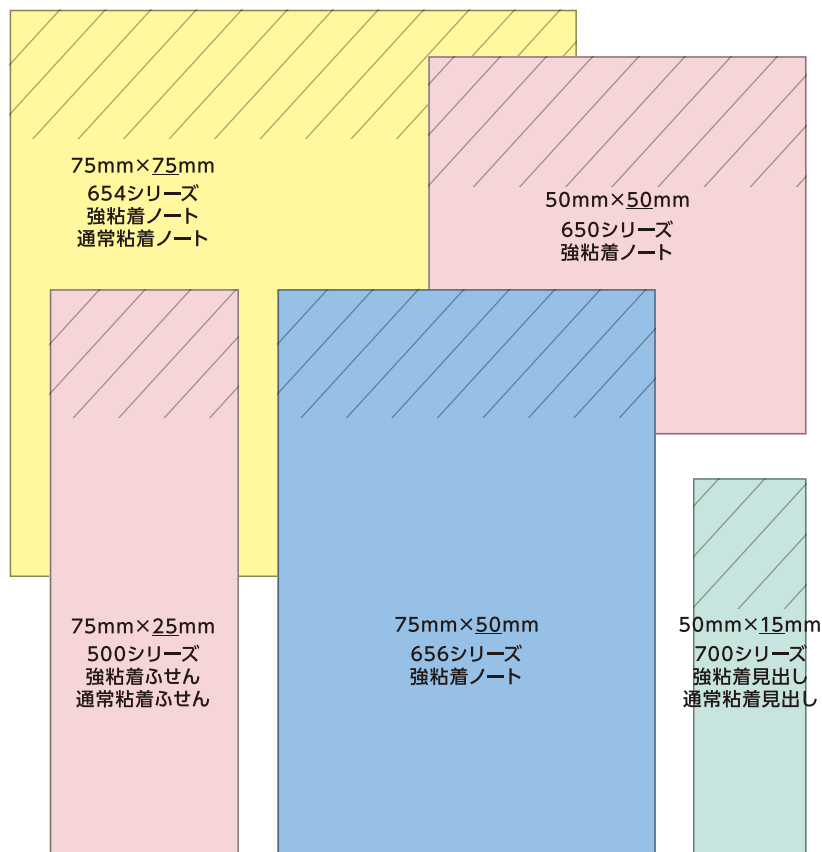 75mm×75mm
654シリーズ
強粘着ノート
通常粘着ノート
50mm×50mm
650シリーズ
強粘着ノート
75mm×25mm
500シリーズ
強粘着ふせん
通常粘着ふせん
75mm×50mm
656シリーズ
強粘着ノート
50mm×15mm
700シリーズ
強粘着見出し
通常粘着見出し